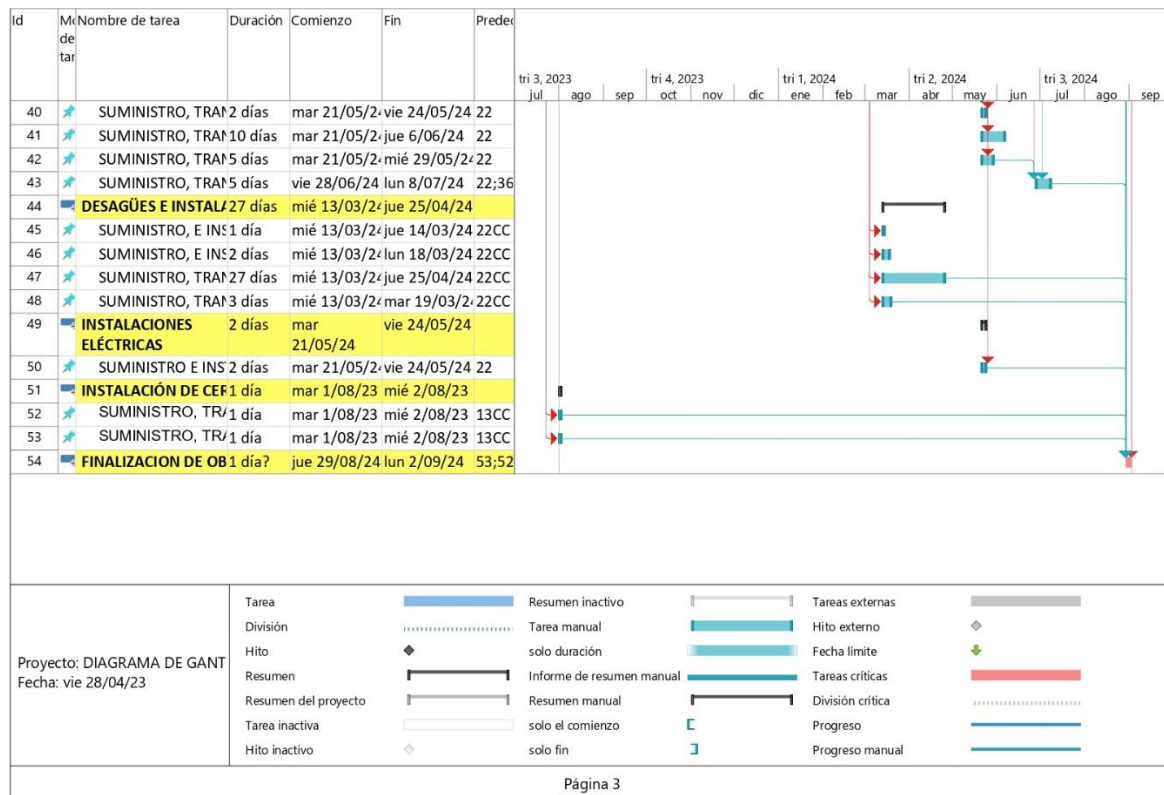 Id Mo de tar Nombre de tarea Duración Comienzo Fin Predec
tri 3, 2023 tri 4, 2023 tri 1, 2024 tri 2, 2024 tri 3, 2024
jul ago sep oct nov dic ene feb mar abr may jun jul ago sep
40 SUMINISTRO, TRAN 2 días mar 21/05/24 vie 24/05/24 22
41 SUMINISTRO, TRAN 10 días mar 21/05/24 jue 6/06/24 22
42 SUMINISTRO, TRAN 5 días mar 21/05/24 mié 29/05/24 22
43 SUMINISTRO, TRAN 5 días vie 28/06/24 lun 8/07/24 22;36
44 DESAGÜES E INSTALA 27 días mié 13/03/24 jue 25/04/24
45 SUMINISTRO, E INS 1 día mié 13/03/24 jue 14/03/24 22CC
46 SUMINISTRO, E INS 2 días mié 13/03/24 lun 18/03/24 22CC
47 SUMINISTRO, TRAN 27 días mié 13/03/24 jue 25/04/24 22CC
48 SUMINISTRO, TRAN 3 días mié 13/03/24 mar 19/03/24 22CC
49 INSTALACIONES 2 días mar vie 24/05/24
ELÉCTRICAS 21/05/24
50 SUMINISTRO E INS 2 días mar 21/05/24 vie 24/05/24 22
51 INSTALACIÓN DE CER 1 día mar 1/08/23 mié 2/08/23
52 SUMINISTRO, TRA 1 día mar 1/08/23 mié 2/08/23 13CC
53 SUMINISTRO, TRA 1 día mar 1/08/23 mié 2/08/23 13CC
54 FINALIZACION DE OB 1 día? jue 29/08/24 lun 2/09/24 53;52
Proyecto: DIAGRAMA DE GANT
Fecha: vie 28/04/23
Tarea
División
Hito
Resumen
Resumen del proyecto
Tarea inactiva
Hito inactivo
Resumen inactivo
Tarea manual
solo duración
Informe de resumen manual
Resumen manual
solo el comienzo
solo fin
Tareas externas
Hito externo
Fecha límite
Tareas críticas
División crítica
Progreso
Progreso manual
Página 3